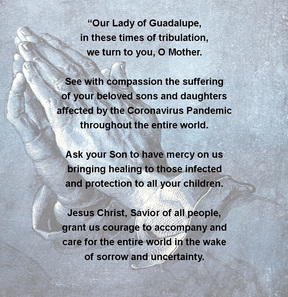 “Our Lady of Guadalupe,
in these times of tribulation,
we turn to you, O Mother.
See with compassion the suffering
of your beloved sons and daughters
affected by the Coronavirus Pandemic
throughout the entire world.
Ask your Son to have mercy on us
bringing healing to those infected
and protection to all your children.
Jesus Christ, Savior of all people,
grant us courage to accompany and
care for the entire world in the wake
of sorrow and uncertainty.